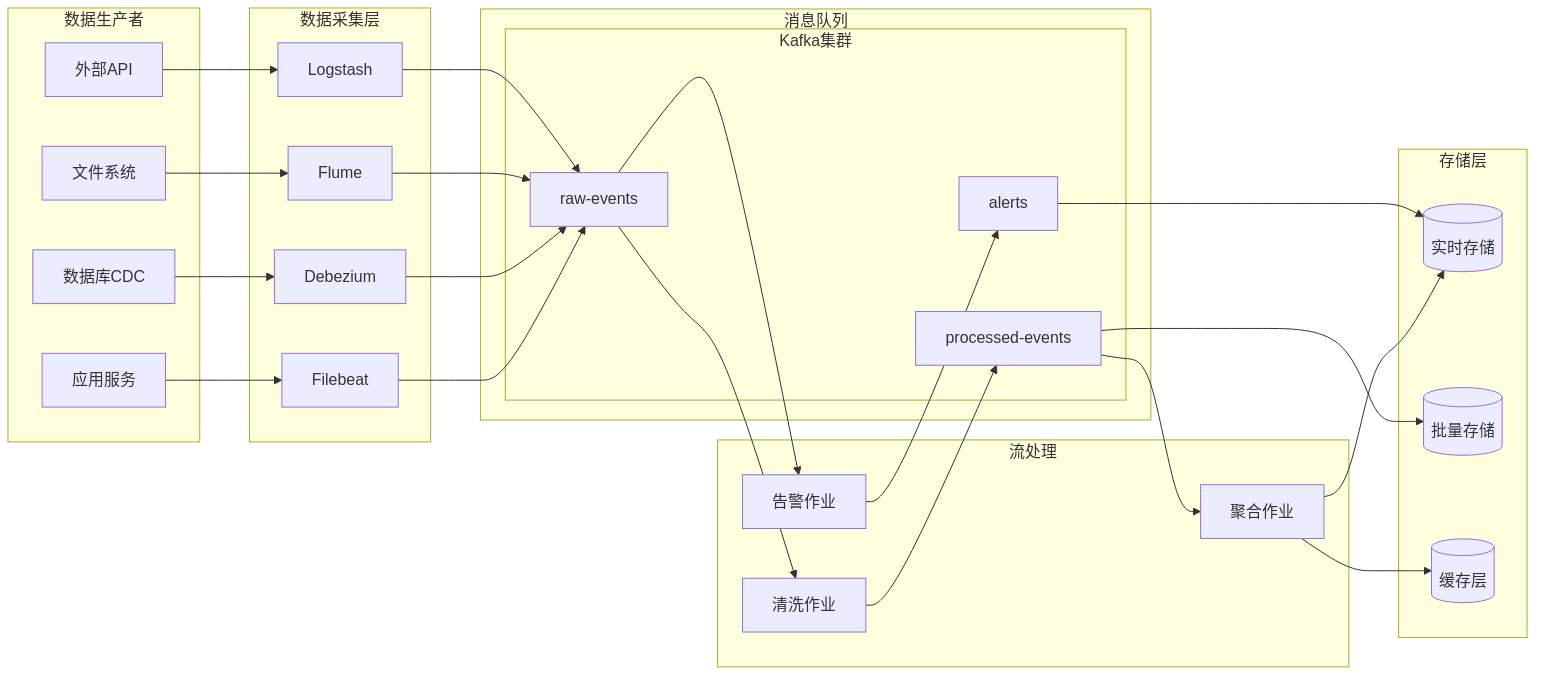 数据生产者
外部API
文件系统
数据库CDC
应用服务
数据采集层
Logstash
Flume
Debezium
Filebeat
消息队列
Kafka集群
raw-events
alerts
processed-events
流处理
告警作业
清洗作业
聚合作业
存储层
实时存储
批量存储
缓存层